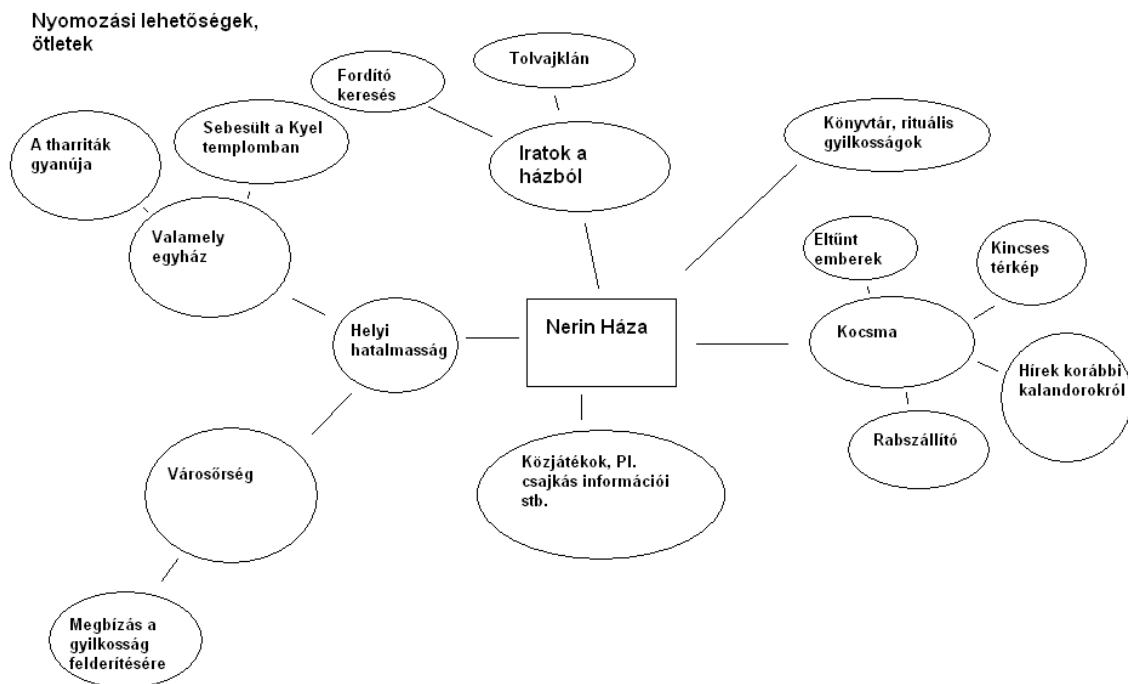 Nyomozási lehetőségek,
ötletek
Tolvajklán
Fordító
keresés
Sebesült a Kyel
templomban
A tharriták
gyanúja
Könyvtár, rituális
gyilkosságok
Iratok a
házból
Valamely
egyház
Eltűnt
emberek
Kincses
térkép
Helyi
hatalmasság
Nerin Háza
Kocsma
Hírek korábbi
kalandorokról
Rabszállító
Városőrség
Közjátékok, Pl.
csajkás információi
stb.
Megbízás a
gyilkosság
felderítésére